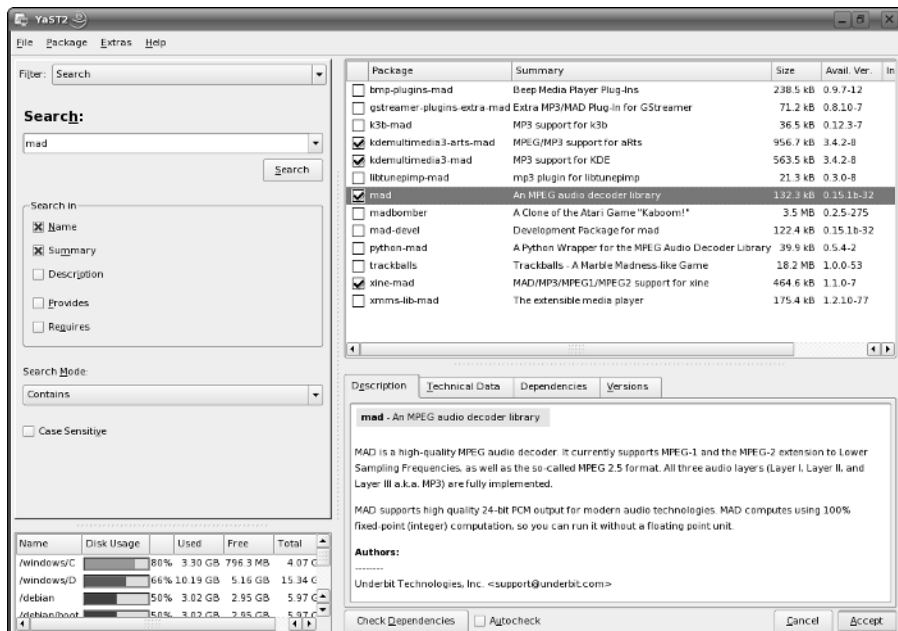 YaST2
File Package Extras Help
Filter: Search
Search:
mad
Search
Search in
Name
Summary
Description
Provides
Requires
Search Mode:
Contains
Case Sensitive
Name Disk Usage Used Free Total
/windows/C 80% 3.30 GB 796.3 MB 4.07 G
/windows/D 66% 10.19 GB 5.16 GB 15.34 G
/debian 50% 3.02 GB 2.95 GB 5.97 G
/debian/boot 50% 3.02 GB 2.95 GB 5.97 G
Package Summary Size Avail. Ver. In
bmp-plugins-mad Beep Media Player Plug-Ins 238.5 kB 0.9.7-12
gstreamer-plugins-extra-mad Extra MP3/MAD Plug-In for GStreamer 71.2 kB 0.8.10-7
k3b-mad MP3 support for k3b 36.5 kB 0.12.3-7
kdemultimedia3-arts-mad MPEG/MP3 support for aRts 956.7 kB 3.4.2-8
kdemultimedia3-mad MP3 support for KDE 563.5 kB 3.4.2-8
libtunepimp-mad mp3 plugin for libtunepimp 21.3 kB 0.3.0-8
mad An MPEG audio decoder library 132.3 kB 0.15.1b-32
madbomber A Clone of the Atari Game "Kaboom!" 3.5 MB 0.2.5-275
mad-devel Development Package for mad 122.4 kB 0.15.1b-32
python-mad A Python Wrapper for the MPEG Audio Decoder Library 39.9 kB 0.5.4-2
trackballs Trackballs - A Marble Madness-like Game 18.2 MB 1.0.0-53
xine-mad MAD/MP3/MPEG1/MPEG2 support for xine 464.6 kB 1.1.0-7
xmms-lib-mad The extensible media player 175.4 kB 1.2.10-77
Description Technical Data Dependencies Versions
mad - An MPEG audio decoder library
MAD is a high-quality MPEG audio decoder. It currently supports MPEG-1 and the MPEG-2 extension to Lower
Sampling Frequencies, as well as the so-called MPEG 2.5 format. All three audio layers (Layer I, Layer II, and
Layer III a.k.a. MP3) are fully implemented.
MAD supports high quality 24-bit PCM output for modern audio technologies. MAD computes using 100%
fixed-point (integer) computation, so you can run it without a floating point unit.
Authors:
--------
Underbit Technologies, Inc. <support@underbit.com>
Check Dependencies Autocheck Cancel Accept